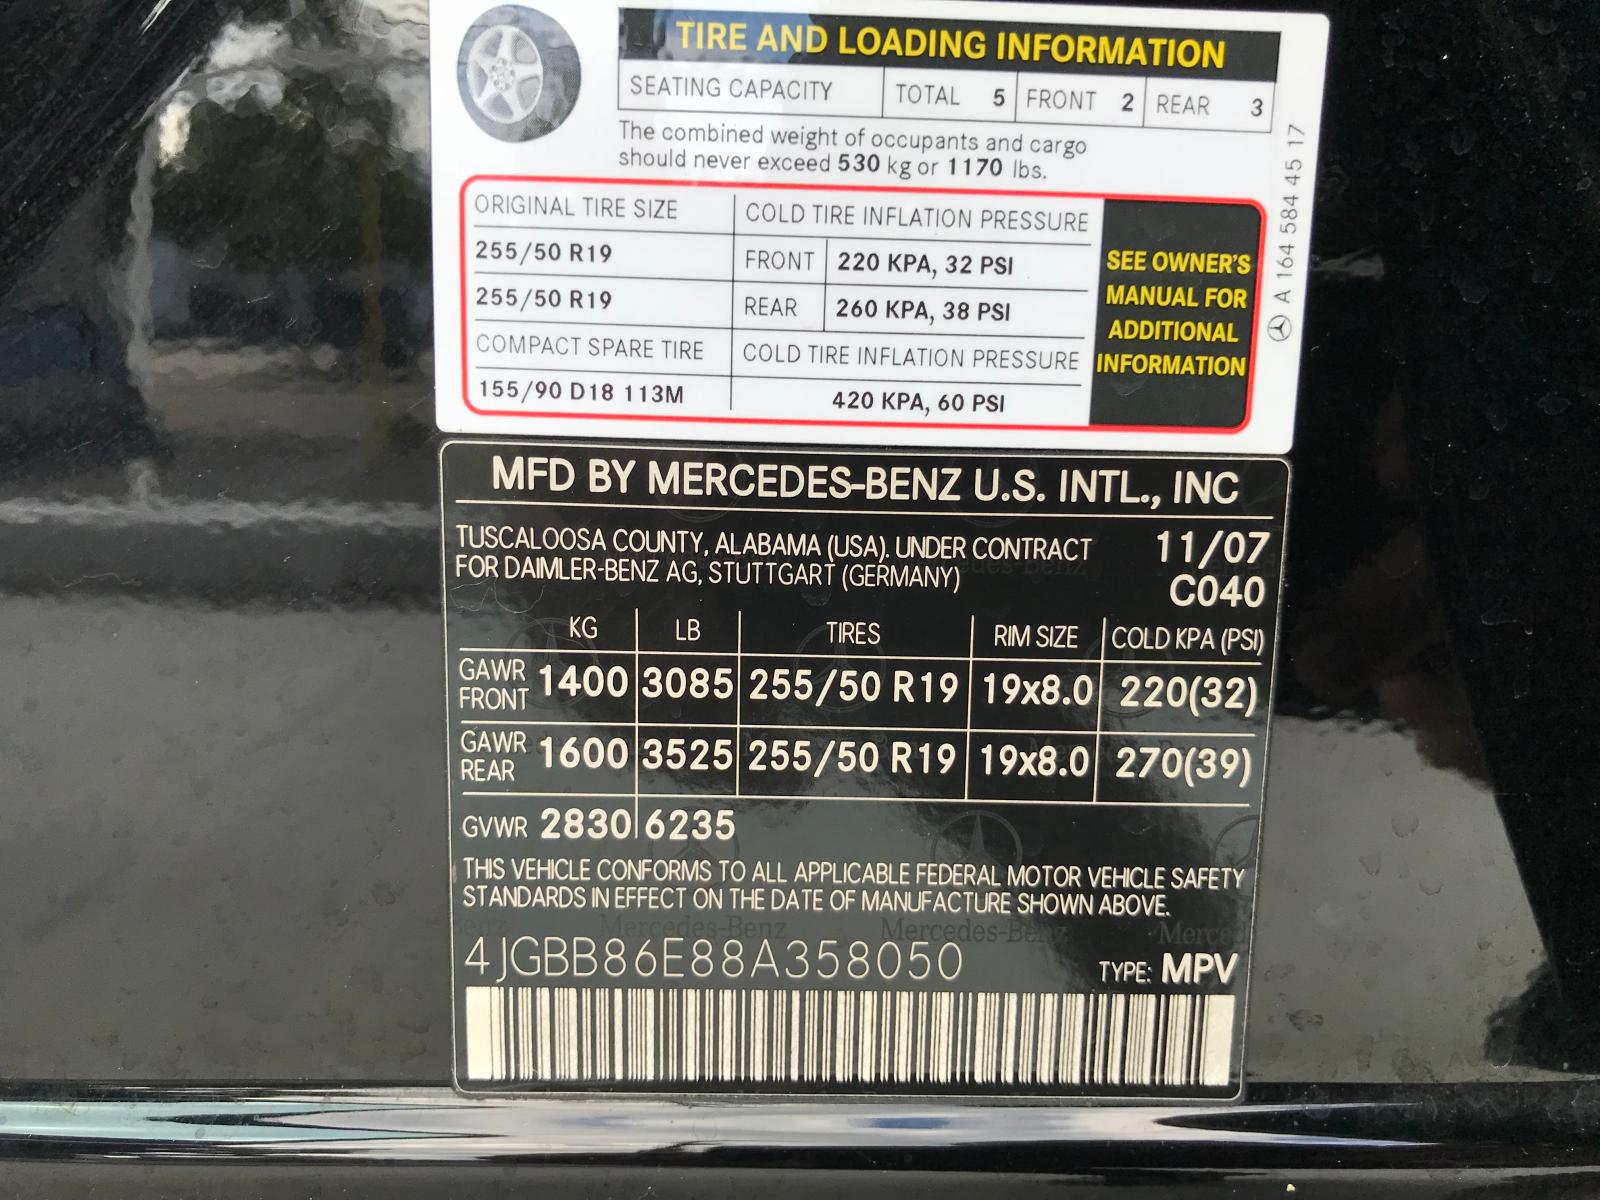 TIRE AND LOADING INFORMATION
SEATING CAPACITY TOTAL 5 FRONT 2 REAR 3
The combined weight of occupants and cargo
should never exceed 530 kg or 1170 lbs.
ORIGINAL TIRE SIZE COLD TIRE INFLATION PRESSURE
255/50 R19 FRONT 220 KPA, 32 PSI
255/50 R19 REAR 260 KPA, 38 PSI
COMPACT SPARE TIRE COLD TIRE INFLATION PRESSURE
155/90 D18 113M 420 KPA, 60 PSI
SEE OWNER'S
MANUAL FOR
ADDITIONAL
INFORMATION
A 164 584 45 17
MFD BY MERCEDES-BENZ U.S. INTL., INC
TUSCALOOSA COUNTY, ALABAMA (USA). UNDER CONTRACT 11/07
FOR DAIMLER-BENZ AG, STUTTGART (GERMANY) C040
KG LB TIRES RIM SIZE COLD KPA (PSI)
GAWR FRONT 1400 3085 255/50 R19 19x8.0 220(32)
GAWR REAR 1600 3525 255/50 R19 19x8.0 270(39)
GVWR 2830 6235
THIS VEHICLE CONFORMS TO ALL APPLICABLE FEDERAL MOTOR VEHICLE SAFETY
STANDARDS IN EFFECT ON THE DATE OF MANUFACTURE SHOWN ABOVE.
Mercedes-Benz Mercedes-Benz
4JGBB86E88A358050 TYPE: MPV